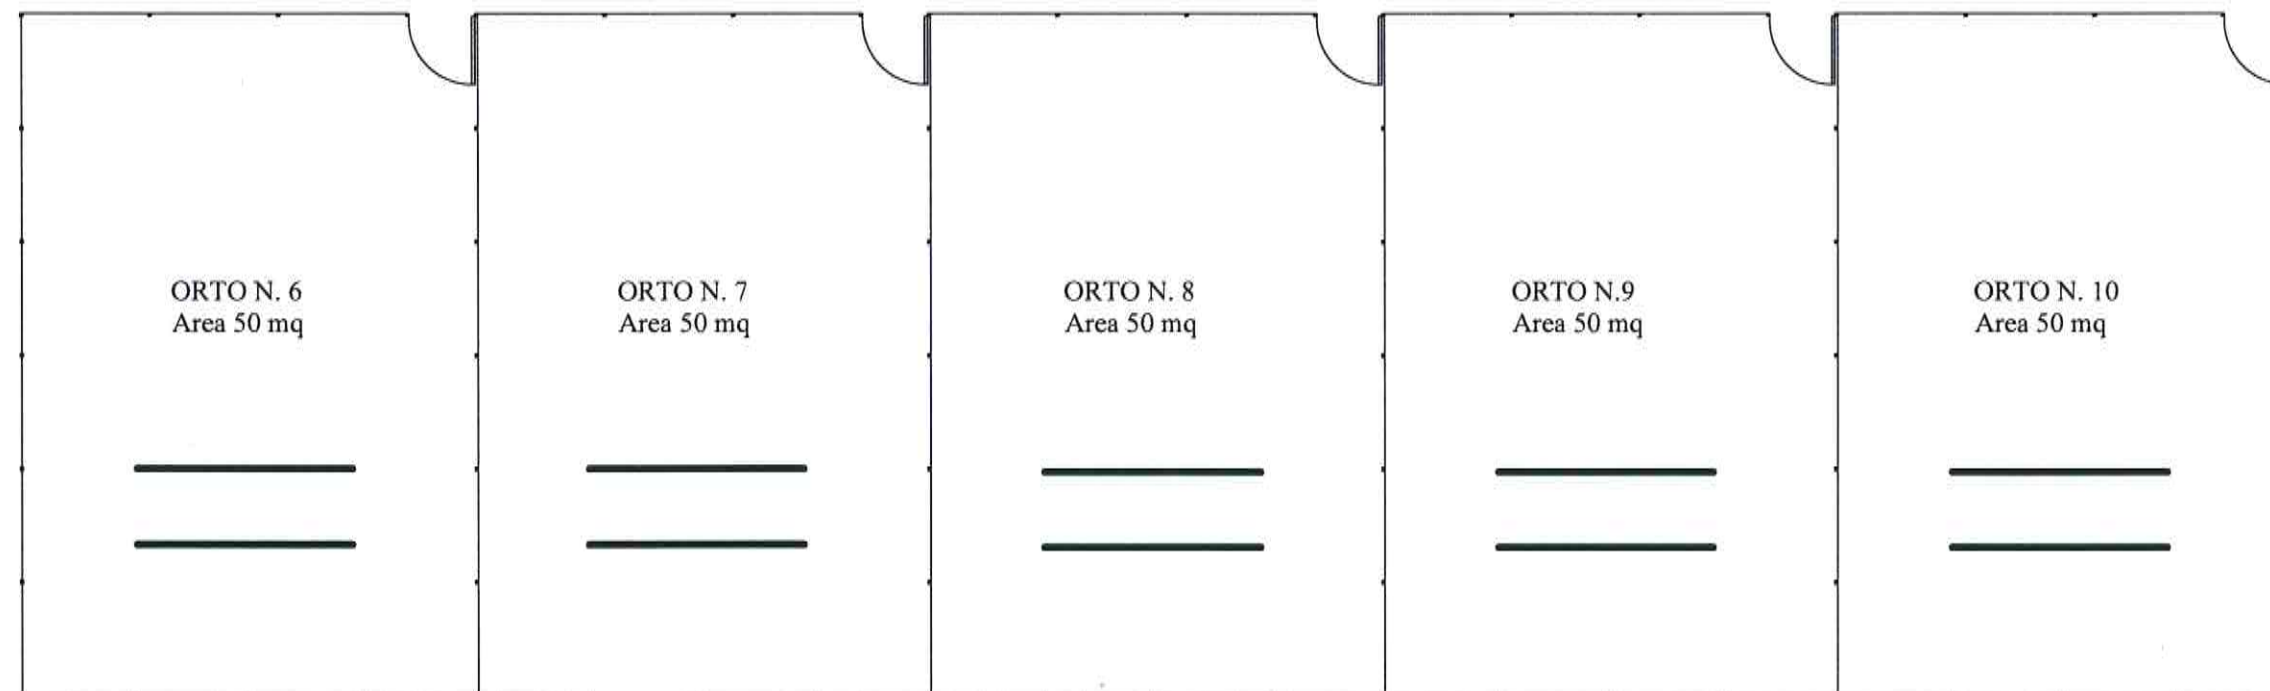 ORTO N. 6
Area 50 mq
ORTO N. 7
Area 50 mq
ORTO N. 8
Area 50 mq
ORTO N.9
Area 50 mq
ORTO N. 10
Area 50 mq